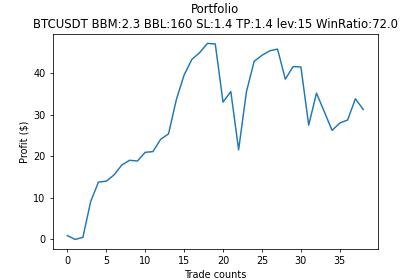 Portfolio
BTCUSDT BBM:2.3 BBL:160 SL:1.4 TP:1.4 lev:15 WinRatio:72.0
40
30
20
10
0
Profit ($)
0 5 10 15 20 25 30 35
Trade counts